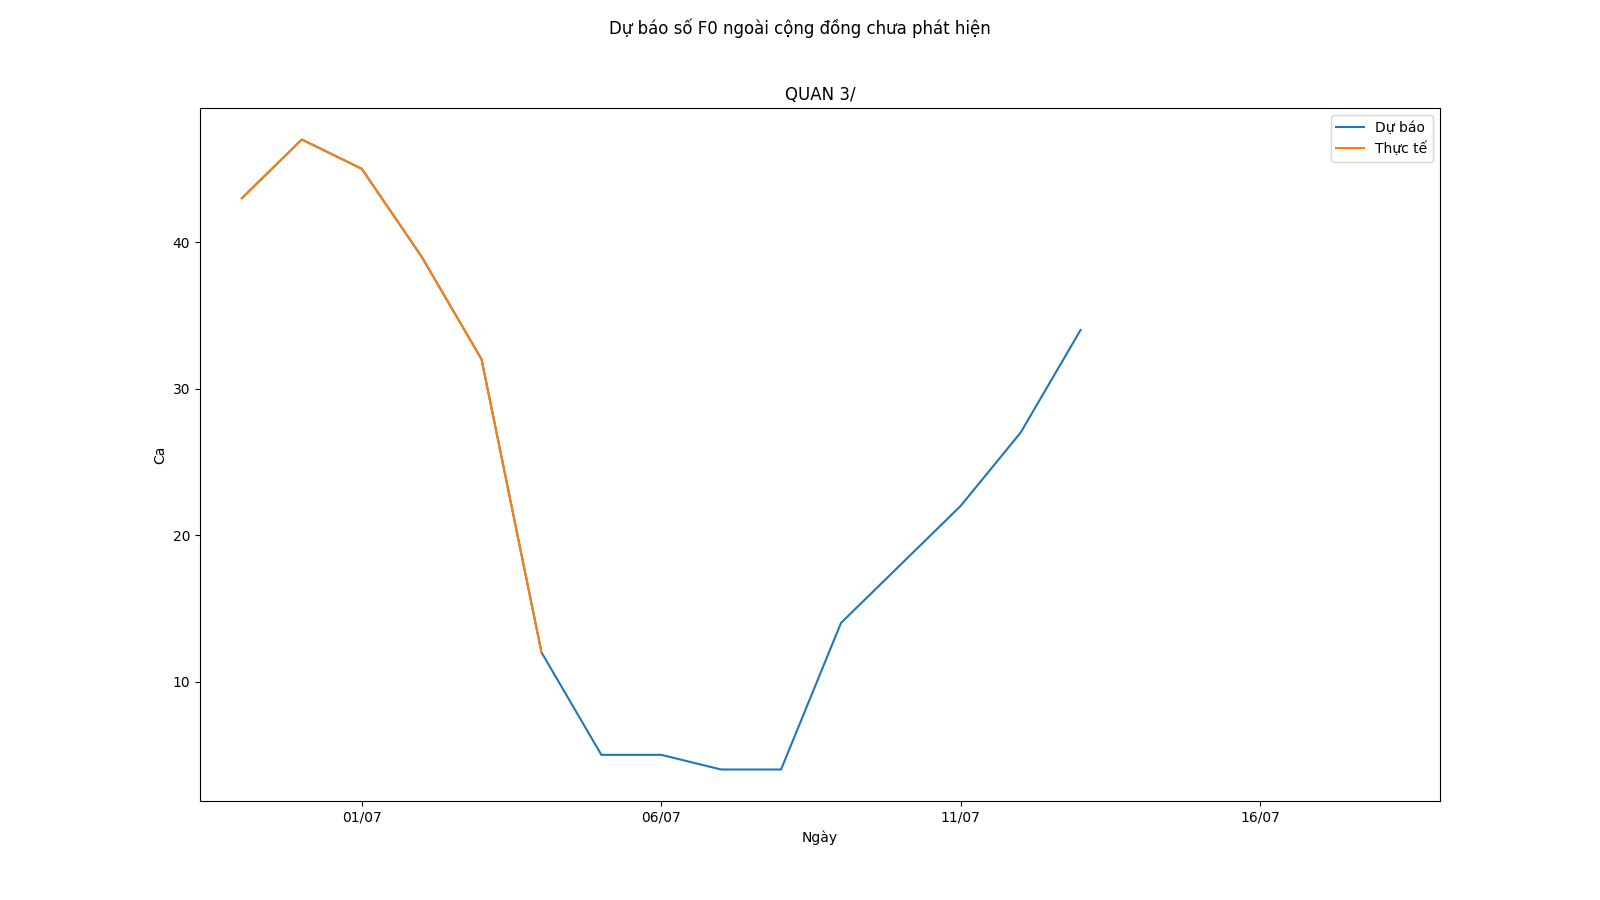 Dự báo số F0 ngoài cộng đồng chưa phát hiện
QUAN 3/
Dự báo
Thực tế
40
30
20
10
Ca
01/07
06/07
11/07
16/07
Ngày